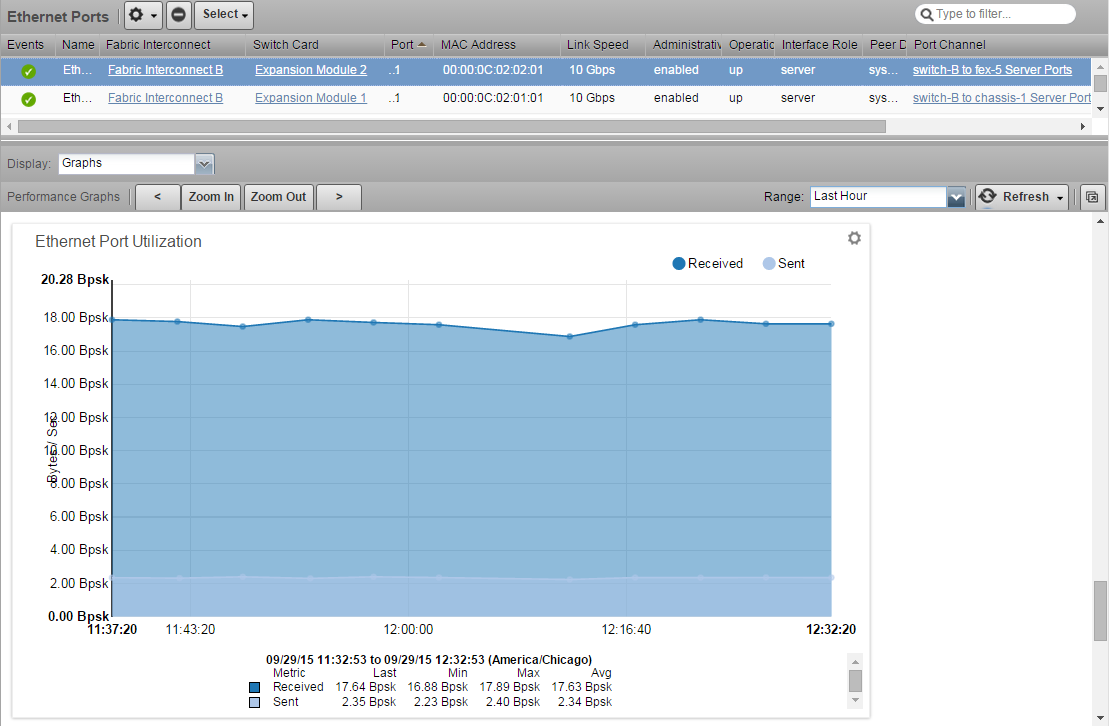 Ethernet Ports Select Type to filter...
Events Name Fabric Interconnect Switch Card Port MAC Address Link Speed Administrativ Operatio Interface Role Peer D Port Channel
Eth... Fabric Interconnect B Expansion Module 2 ..1 00:00:0C:02:02:01 10 Gbps enabled up server sys... switch-B to fex-5 Server Ports
Eth... Fabric Interconnect B Expansion Module 1 ..1 00:00:0C:02:01:01 10 Gbps enabled up server sys... switch-B to chassis-1 Server Port
Display: Graphs
Performance Graphs < Zoom In Zoom Out > Range: Last Hour Refresh
Ethernet Port Utilization
Received Sent
20.28 Bpsk
18.00 Bpsk
16.00 Bpsk
14.00 Bpsk
12.00 Bpsk
10.00 Bpsk
8.00 Bpsk
6.00 Bpsk
4.00 Bpsk
2.00 Bpsk
0.00 Bpsk
Bytes / Sec
11:37:20 11:43:20 12:00:00 12:16:40 12:32:20
09/29/15 11:32:53 to 09/29/15 12:32:53 (America/Chicago)
Metric Last Min Max Avg
Received 17.64 Bpsk 16.88 Bpsk 17.89 Bpsk 17.63 Bpsk
Sent 2.35 Bpsk 2.23 Bpsk 2.40 Bpsk 2.34 Bpsk